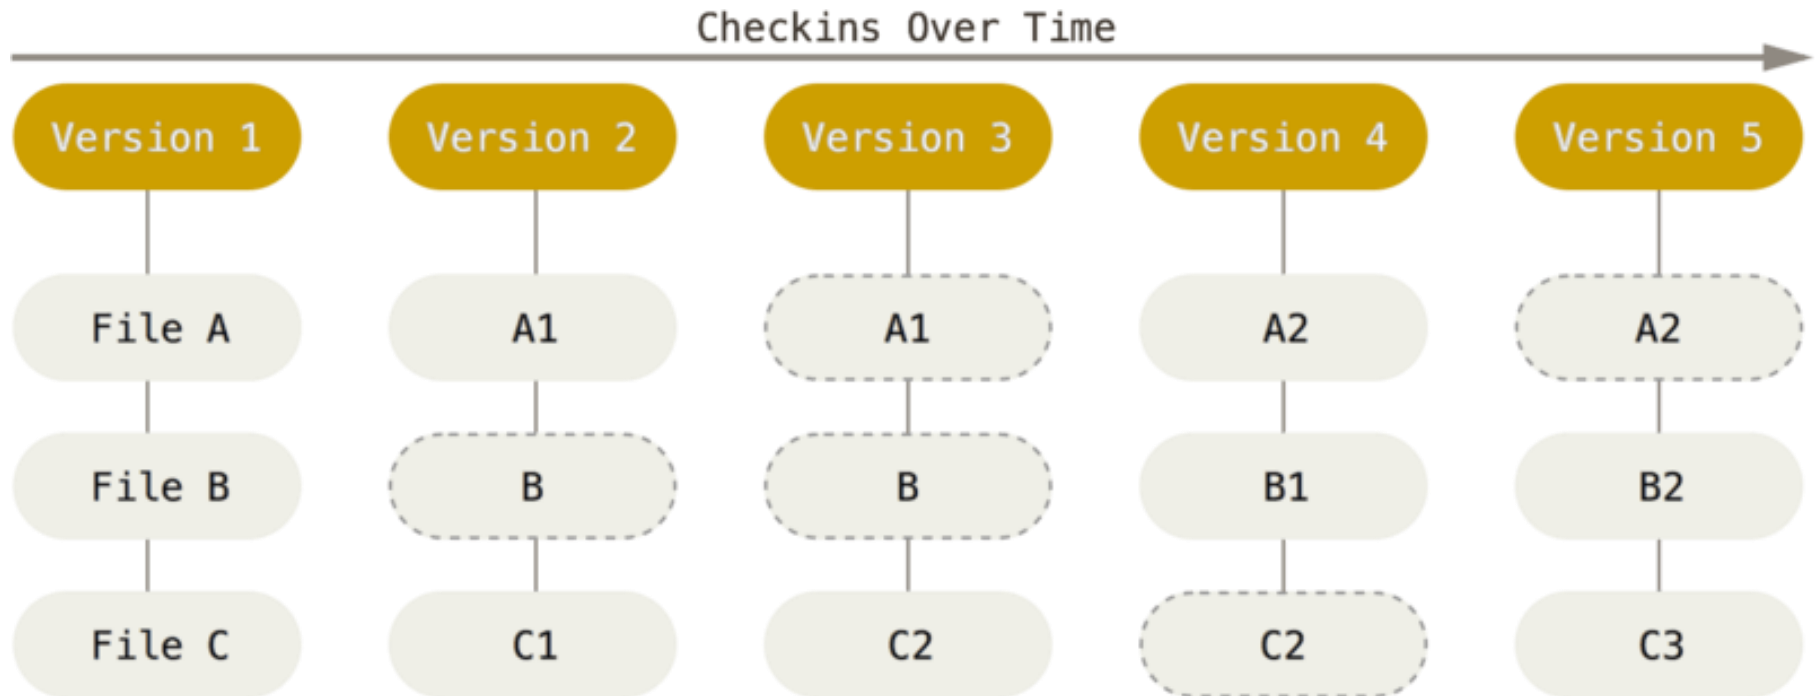 Checkins Over Time
Version 1 Version 2 Version 3 Version 4 Version 5
File A A1 A1 A2 A2
File B B B B1 B2
File C C1 C2 C2 C3